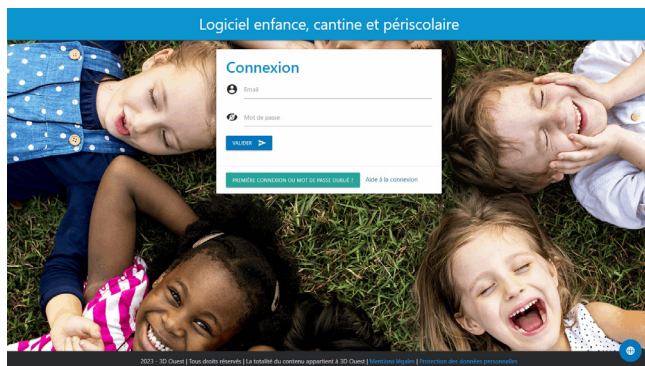 Logiciel enfance, cantine et périscolaire
Connexion
Email
Mot de passe
VALIDER
PREMIÈRE CONNEXION OU MOT DE PASSE OUBLIÉ ?
Aide à la connexion
2023 - 3D Ouest | Tous droits réservés | La totalité du contenu appartient à 3D Ouest | Mentions légales | Protection des données personnelles